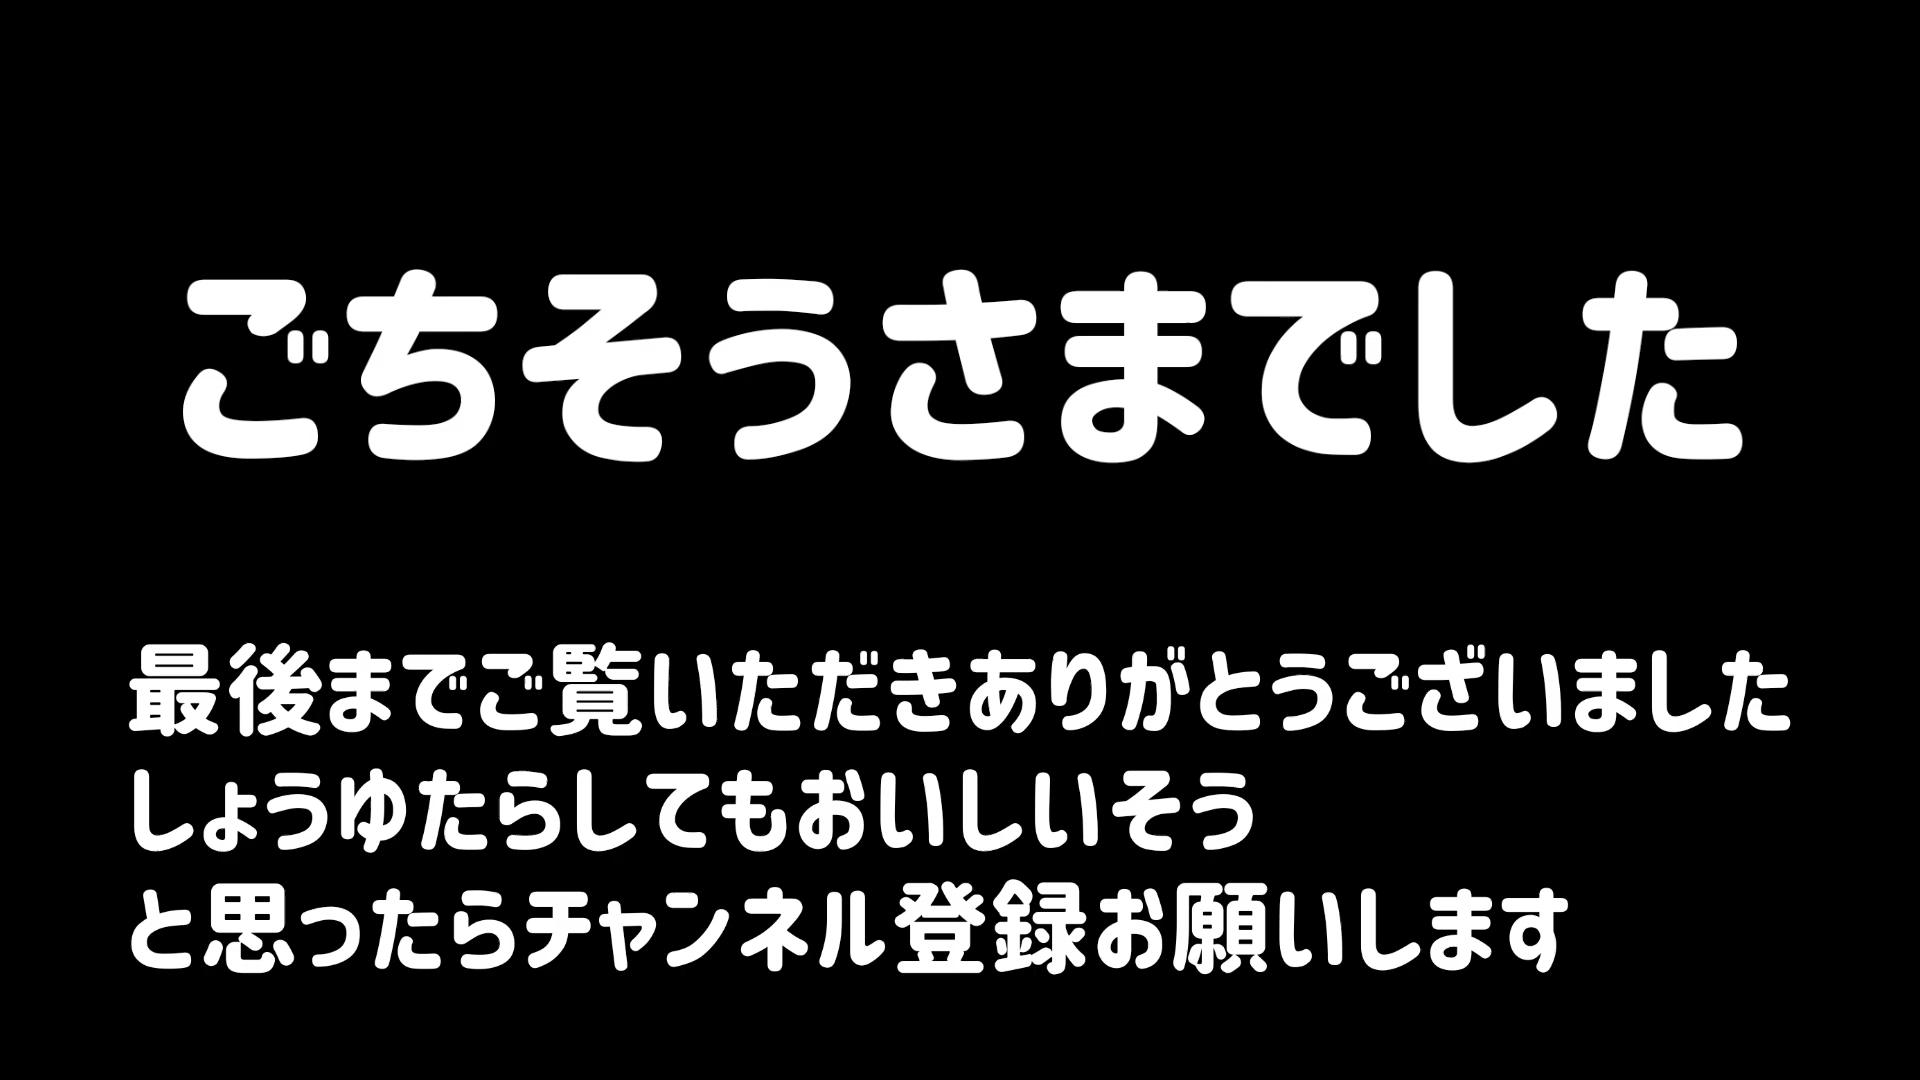 ごちそうさまでした
最後までご覧いただきありがとうございました
しょうゆたらしてもおいしいそう
と思ったらチャンネル登録お願いします